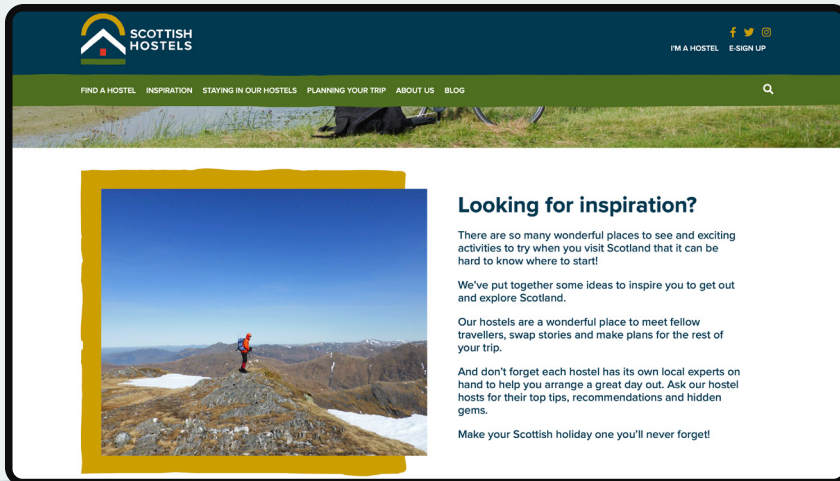 SCOTTISH
HOSTELS
I'M A HOSTEL E-SIGN UP
FIND A HOSTEL INSPIRATION STAYING IN OUR HOSTELS PLANNING YOUR TRIP ABOUT US BLOG
Looking for inspiration?
There are so many wonderful places to see and exciting
activities to try when you visit Scotland that it can be
hard to know where to start!
We've put together some ideas to inspire you to get out
and explore Scotland.
Our hostels are a wonderful place to meet fellow
travellers, swap stories and make plans for the rest of
your trip.
And don't forget each hostel has its own local experts on
hand to help you arrange a great day out. Ask our hostel
hosts for their top tips, recommendations and hidden
gems.
Make your Scottish holiday one you'll never forget!